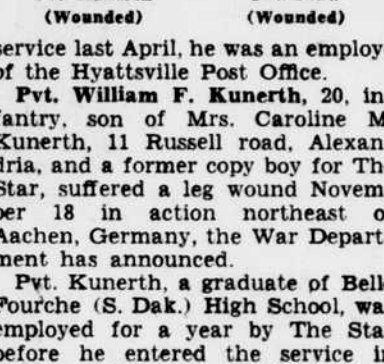 (Wounded) (Wounded)
service last April, he was an employ
of the Hyattsville Post Office.
Pvt. William F. Kunerth, 20, in-
fantry, son of Mrs. Caroline M
Kunerth, 11 Russell road, Alexan
dria, and a former copy boy for Th
Star, suffered a leg wound Novem
ber 18 in action northeast o
Aachen, Germany, the War Depart
ment has announced.
Pvt. Kunerth, a graduate of Bell
Fourche (S. Dak.) High School, wa
employed for a year by The Sta
before he entered the service i